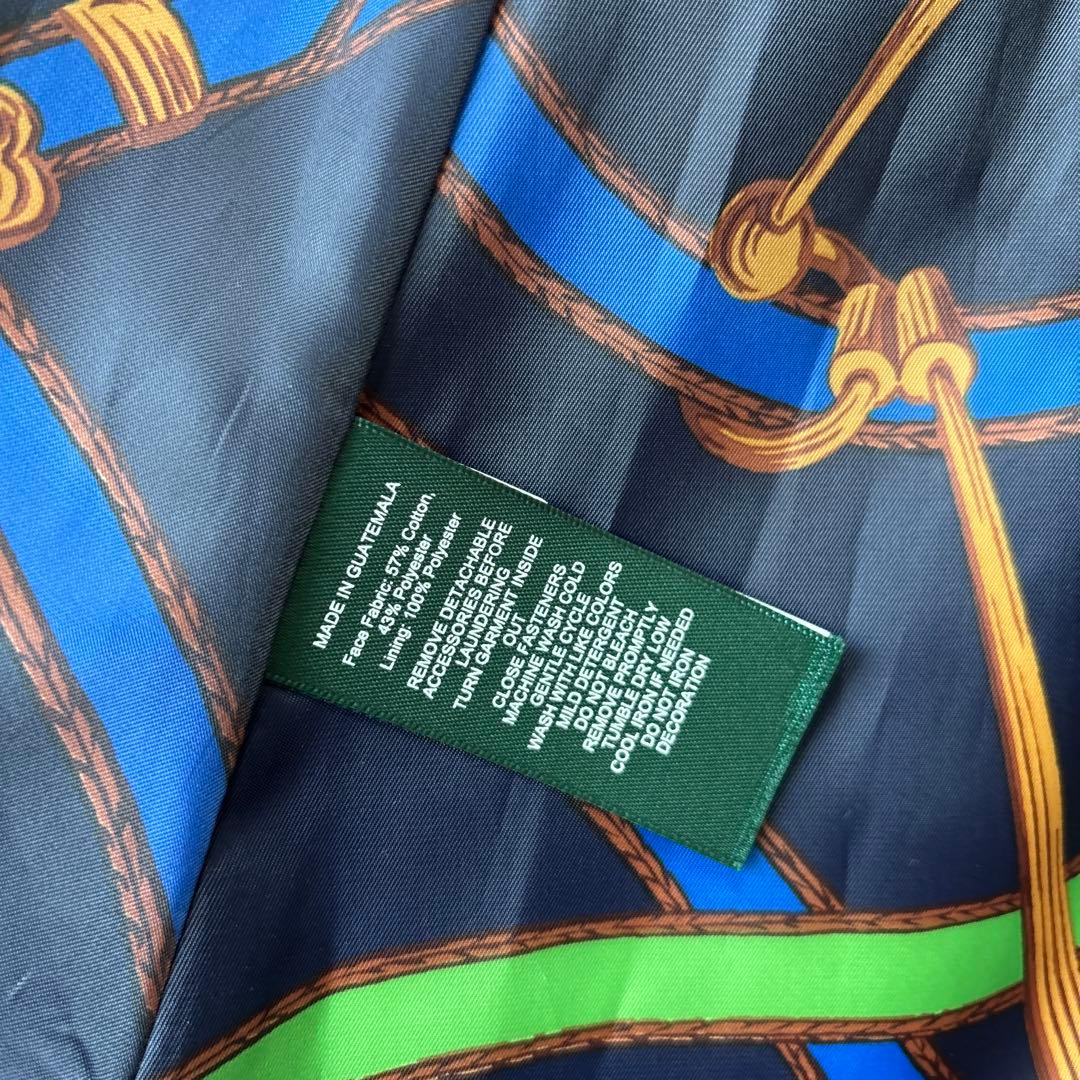 MADE IN GUATEMALA
Face Fabric: 57% Cotton,
43% Polyester
Lining: 100% Polyester
REMOVE DETACHABLE
ACCESSORIES BEFORE
LAUNDERING
TURN GARMENT INSIDE
OUT
CLOSE FASTENERS
MACHINE WASH COLD
GENTLE CYCLE
WASH WITH LIKE COLORS
MILD DETERGENT
DO NOT BLEACH
REMOVE PROMPTLY
TUMBLE DRY LOW
COOL IRON IF NEEDED
DO NOT IRON
DECORATION